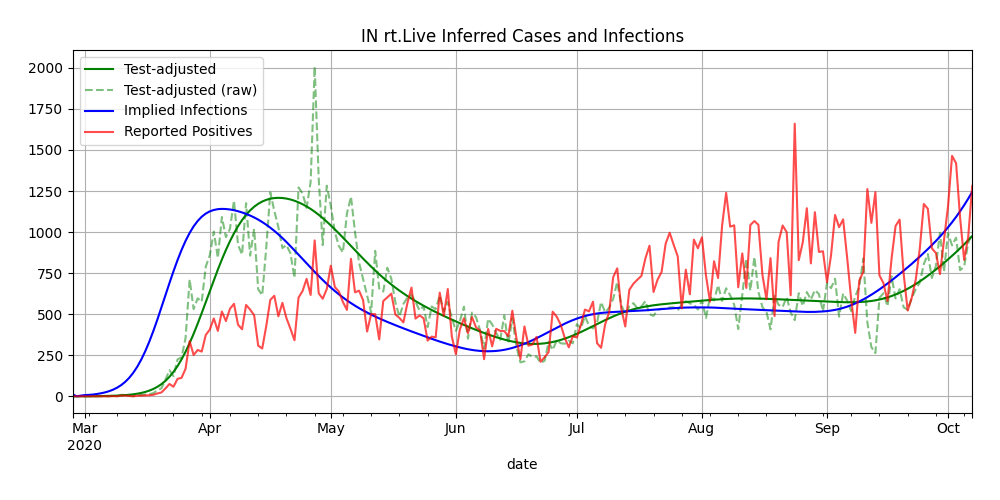 IN rt.Live Inferred Cases and Infections
Test-adjusted
Test-adjusted (raw)
Implied Infections
Reported Positives
2000
1750
1500
1250
1000
750
500
250
0
Mar Apr May Jun Jul Aug Sep Oct
2020
date